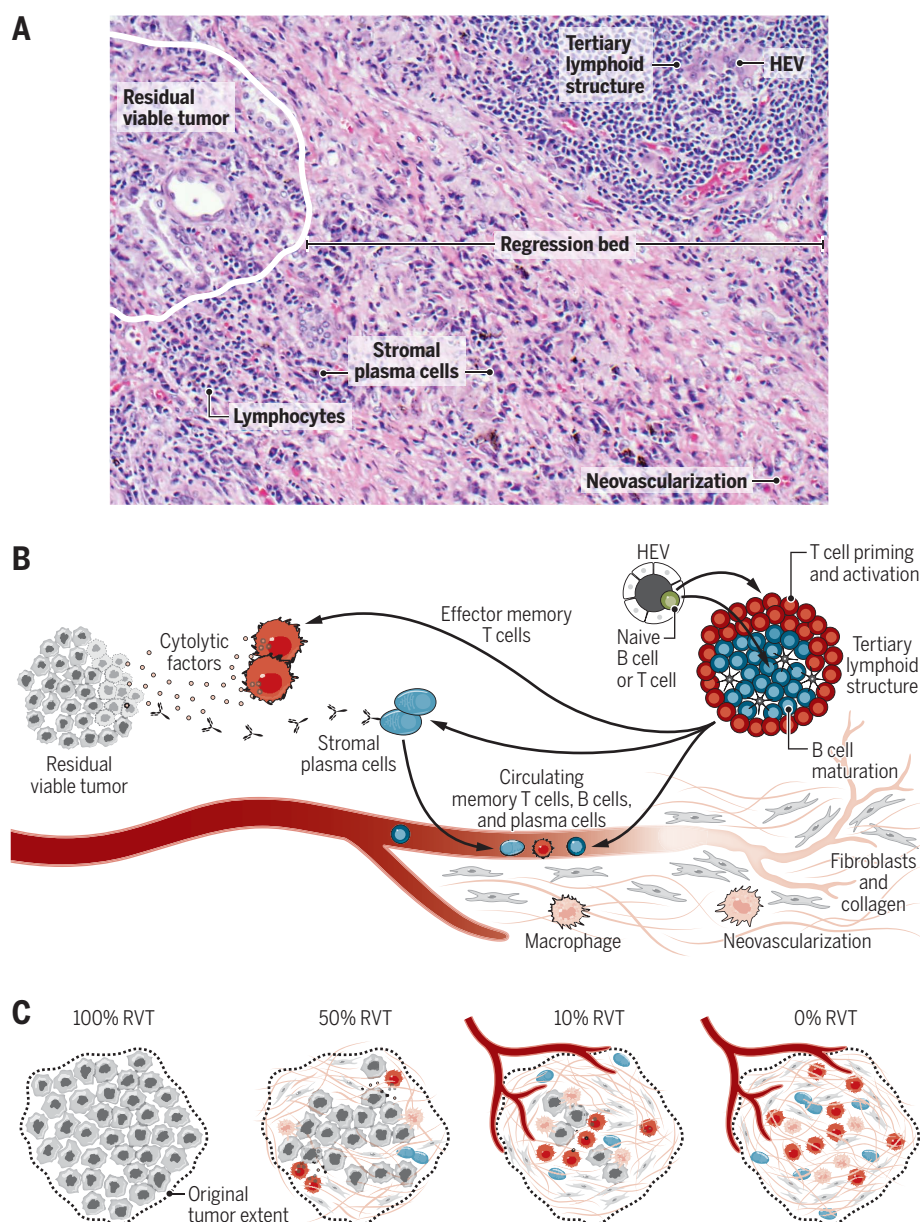 A
Residual
viable tumor
Tertiary
lymphoid
structure
HEV
Regression bed
Stromal
plasma cells
Lymphocytes
Neovascularization
B
HEV
T cell priming
and activation
Effector memory
T cells
Cytolytic
factors
Naive
B cell
or T cell
Tertiary
lymphoid
structure
Residual
viable tumor
Stromal
plasma cells
B cell
maturation
Circulating
memory T cells, B cells,
and plasma cells
Fibroblasts
and
collagen
Macrophage
Neovascularization
C
100% RVT
50% RVT
10% RVT
0% RVT
Original
tumor extent